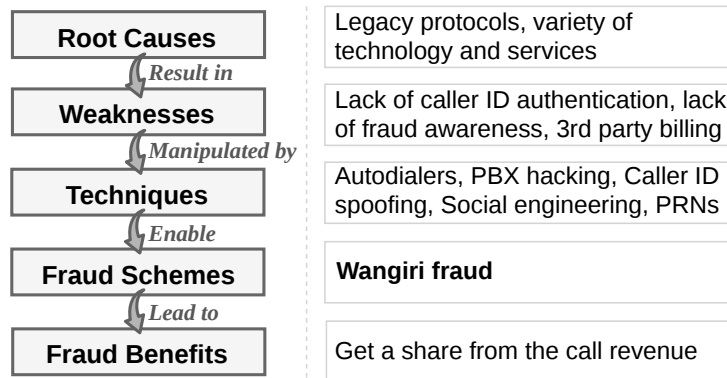 Root Causes
Legacy protocols, variety of
technology and services
Result in
Weaknesses
Lack of caller ID authentication, lack
of fraud awareness, 3rd party billing
Manipulated by
Techniques
Autodialers, PBX hacking, Caller ID
spoofing, Social engineering, PRNs
Enable
Fraud Schemes
Wangiri fraud
Lead to
Fraud Benefits
Get a share from the call revenue